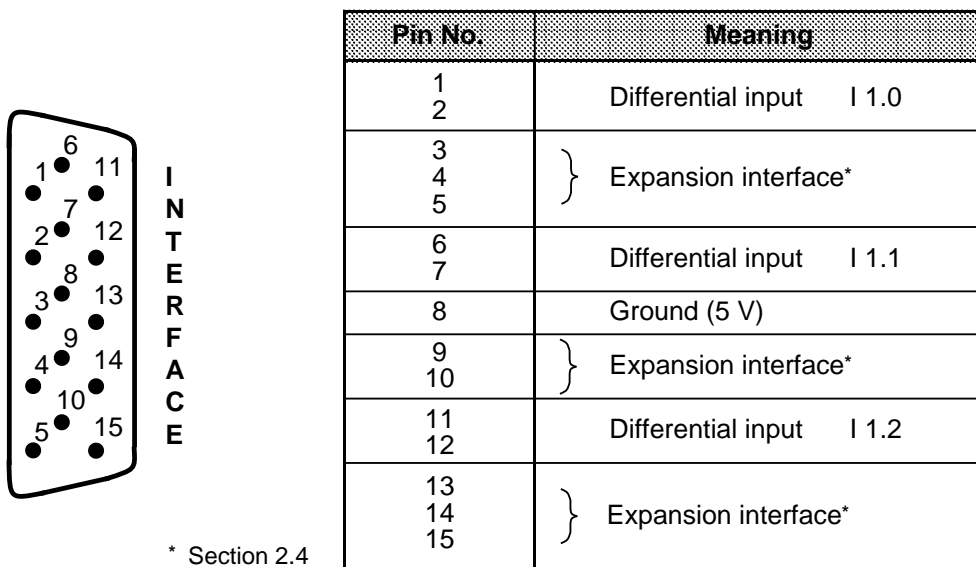 Pin No. Meaning
1
2
Differential input I 1.0
3
4
5
} Expansion interface*
6
7
Differential input I 1.1
8 Ground (5 V)
9
10
} Expansion interface*
11
12
Differential input I 1.2
13
14
15
} Expansion interface*
6
1 11
7
2 12
8
3 13
9
4 14
10
5 15
I
N
T
E
R
F
A
C
E
* Section 2.4